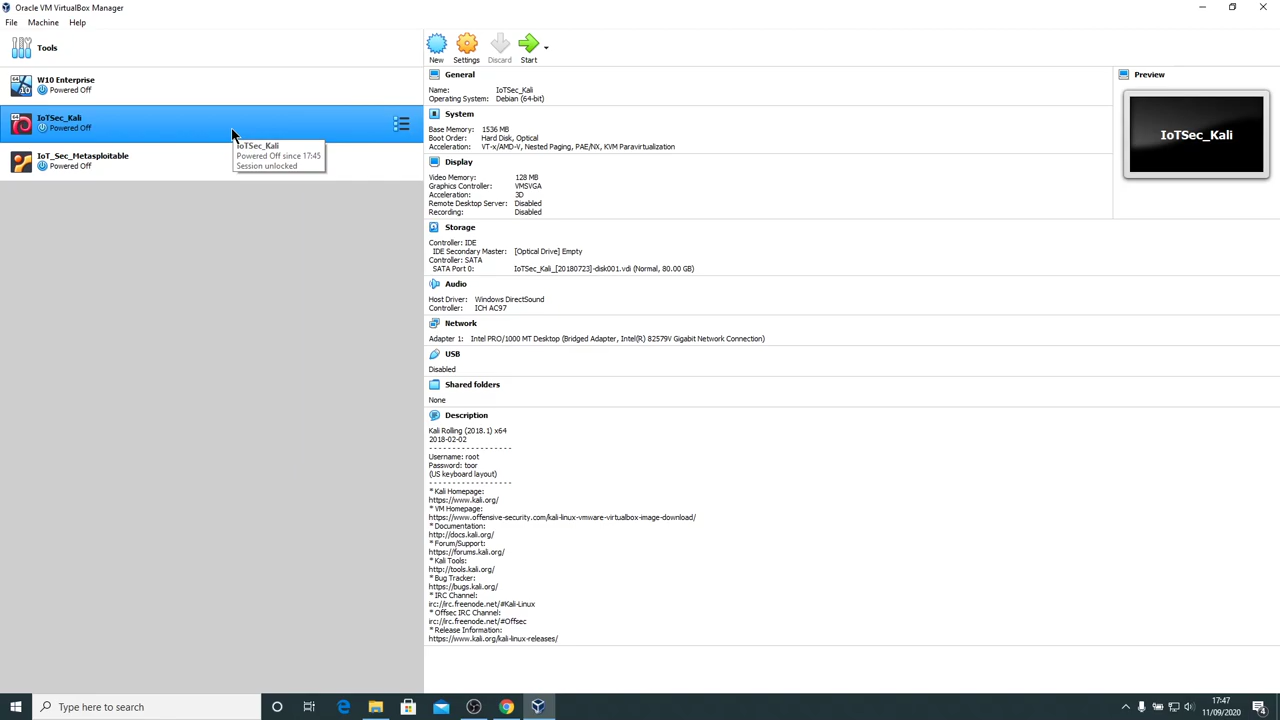 Oracle VM VirtualBox Manager
File Machine Help
Tools
W10 Enterprise
Powered Off
IoTSec_Kali
Powered Off
IoTSec_Kali
Powered Off since 17:45
Session unlocked
IoT_Sec_Metasploitable
Powered Off
New Settings Discard Start
General
Name: IoTSec_Kali
Operating System: Debian (64-bit)
System
Base Memory: 1536 MB
Boot Order: Hard Disk, Optical
Acceleration: VT-x/AMD-V, Nested Paging, PAE/NX, KVM Paravirtualization
Display
Video Memory: 128 MB
Graphics Controller: VMSVGA
Acceleration: 3D
Remote Desktop Server: Disabled
Recording: Disabled
Storage
Controller: IDE
IDE Secondary Master: [Optical Drive] Empty
Controller: SATA
SATA Port 0: IoTSec_Kali_[20180723]-disk001.vdi (Normal, 80.00 GB)
Audio
Host Driver: Windows DirectSound
Controller: ICH AC97
Network
Adapter 1: Intel PRO/1000 MT Desktop (Bridged Adapter, Intel(R) 82579V Gigabit Network Connection)
USB
Disabled
Shared folders
None
Description
Kali Rolling (2018.1) x64
2018-02-02
- - - - - - - - - - - - - - - - - -
Username: root
Password: toor
(US keyboard layout)
- - - - - - - - - - - - - - - - - -
* Kali Homepage:
https://www.kali.org/
* VM Homepage:
https://www.offensive-security.com/kali-linux-vmware-virtualbox-image-download/
* Documentation:
http://docs.kali.org/
* Forum/Support:
https://forums.kali.org/
* Kali Tools:
http://tools.kali.org/
* Bug Tracker:
https://bugs.kali.org/
* IRC Channel:
irc://irc.freenode.net/#Kali-Linux
* Offsec IRC Channel:
irc://irc.freenode.net/#Offsec
* Release Information:
https://www.kali.org/kali-linux-releases/
Preview
IoTSec_Kali
Type here to search
17:47
11/09/2020
4